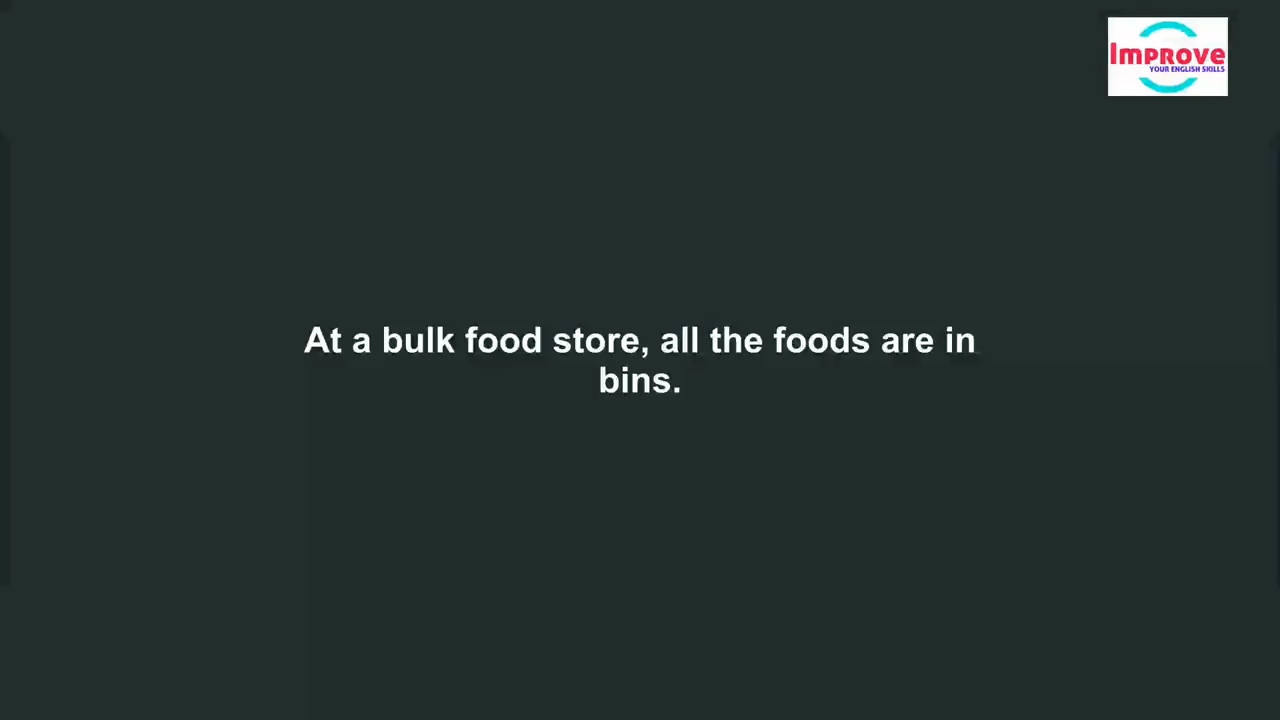 Improve
YOUR ENGLISH SKILLS
At a bulk food store, all the foods are in
bins.